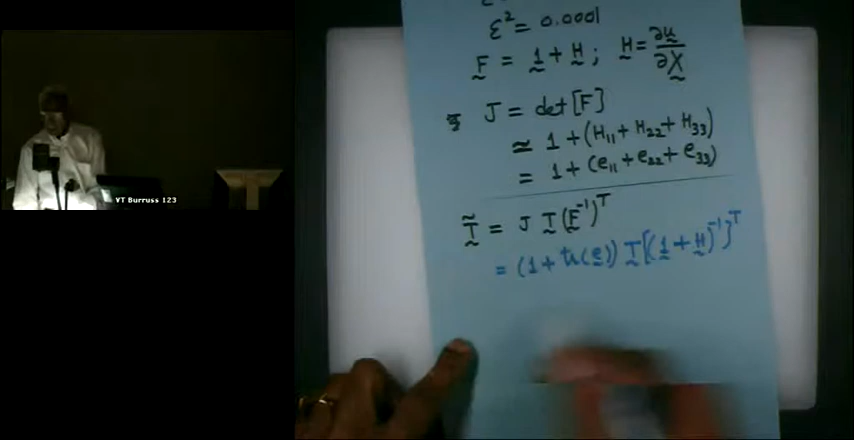 ε² = 0.0001
F = 1 + H ; H = ∂u/∂X
J = det[F]
≃ 1 + (H₁₁ + H₂₂ + H₃₃)
= 1 + (e₁₁ + e₂₂ + e₃₃)
T̃ = J T (F⁻¹)ᵀ
= (1 + tr(e)) T [(1 + H)⁻¹]ᵀ
VT Burruss 123